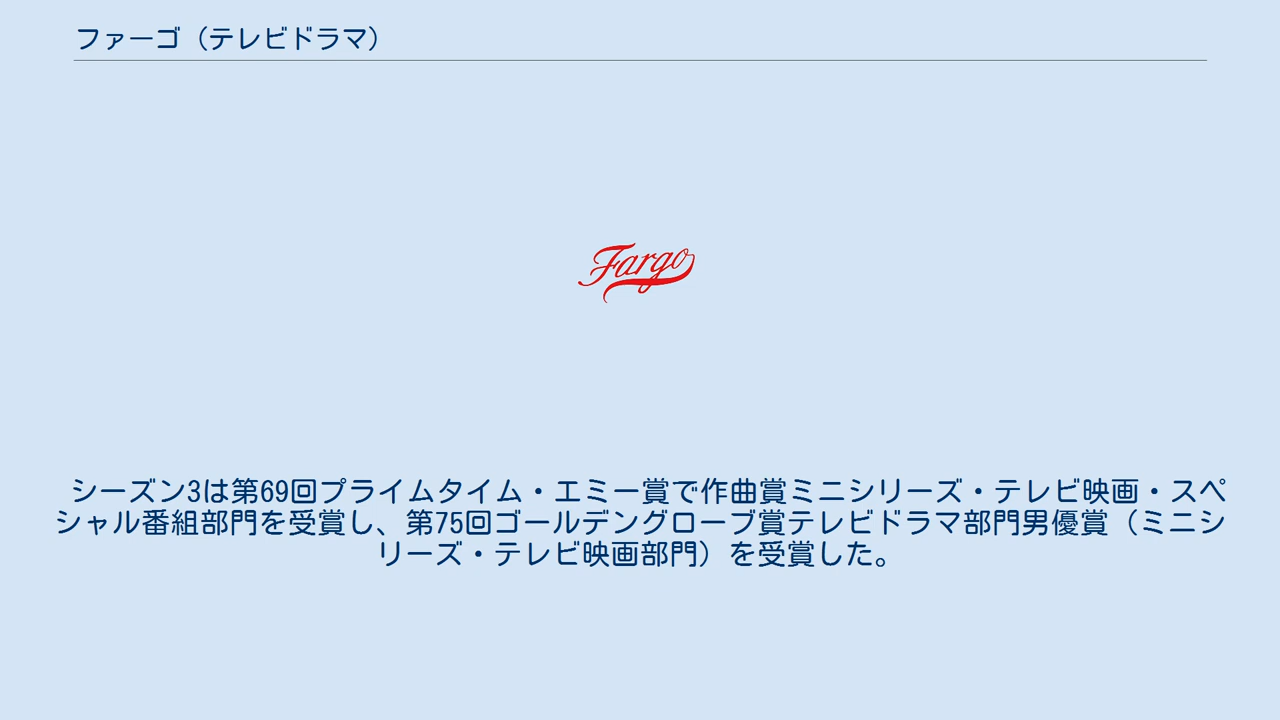 ファーゴ（テレビドラマ）
Fargo
シーズン3は第69回プライムタイム・エミー賞で作曲賞ミニシリーズ・テレビ映画・スペ
シャル番組部門を受賞し、第75回ゴールデングローブ賞テレビドラマ部門男優賞（ミニシ
リーズ・テレビ映画部門）を受賞した。